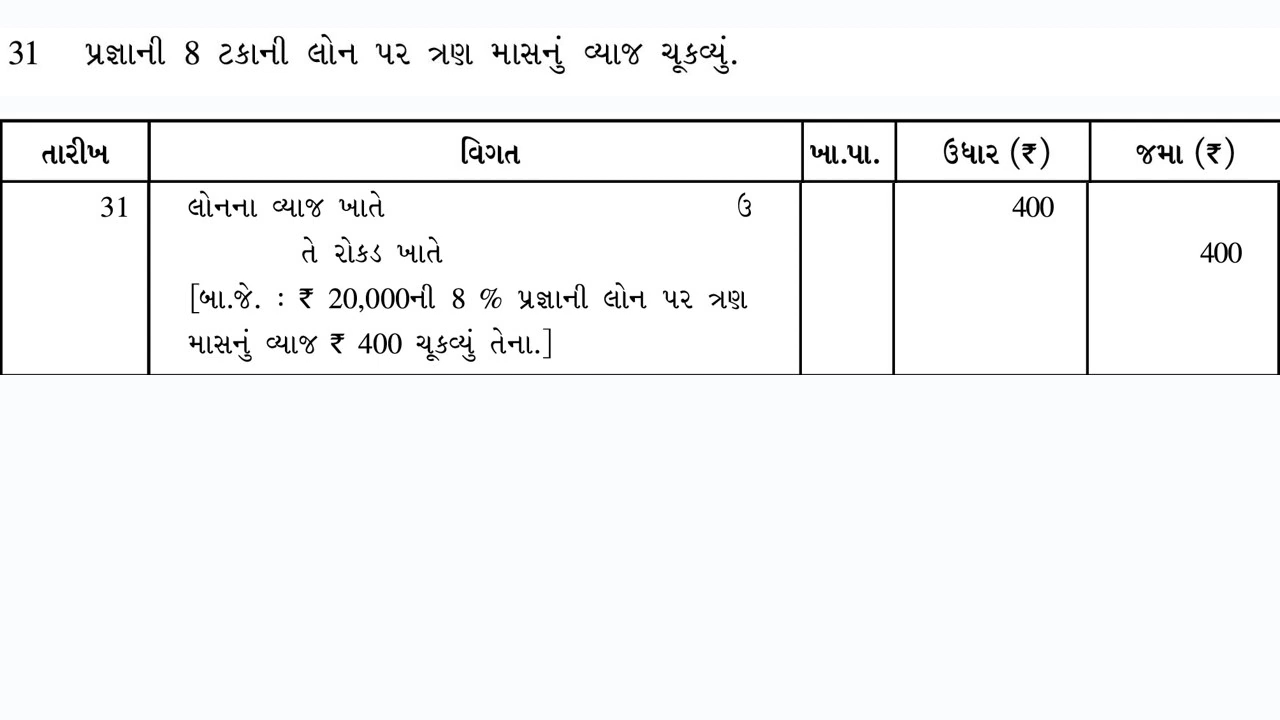 31 પ્રજ્ઞાની 8 ટકાની લોન પર ત્રણ માસનું વ્યાજ ચૂકવ્યું.
તારીખ વિગત ખા.પા. ઉધાર (₹) જમા (₹)
31 લોનના વ્યાજ ખાતે ઉ 400
તે રોકડ ખાતે 400
[બા.જે. : ₹ 20,000ની 8 % પ્રજ્ઞાની લોન પર ત્રણ
માસનું વ્યાજ ₹ 400 ચૂકવ્યું તેના.]